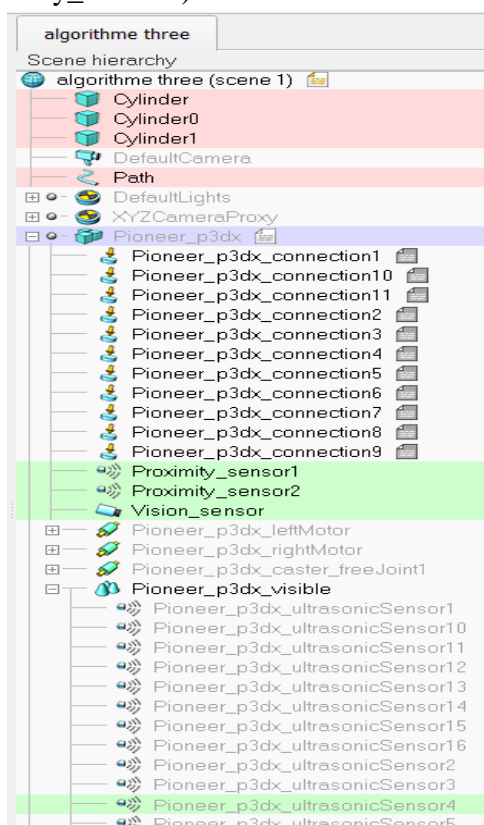 algorithme three
Scene hierarchy
algorithme three (scene 1)
Cylinder
Cylinder0
Cylinder1
DefaultCamera
Path
DefaultLights
XYZCameraProxy
Pioneer_p3dx
Pioneer_p3dx_connection1
Pioneer_p3dx_connection10
Pioneer_p3dx_connection11
Pioneer_p3dx_connection2
Pioneer_p3dx_connection3
Pioneer_p3dx_connection4
Pioneer_p3dx_connection5
Pioneer_p3dx_connection6
Pioneer_p3dx_connection7
Pioneer_p3dx_connection8
Pioneer_p3dx_connection9
Proximity_sensor1
Proximity_sensor2
Vision_sensor
Pioneer_p3dx_leftMotor
Pioneer_p3dx_rightMotor
Pioneer_p3dx_caster_freeJoint1
Pioneer_p3dx_visible
Pioneer_p3dx_ultrasonicSensor1
Pioneer_p3dx_ultrasonicSensor10
Pioneer_p3dx_ultrasonicSensor11
Pioneer_p3dx_ultrasonicSensor12
Pioneer_p3dx_ultrasonicSensor13
Pioneer_p3dx_ultrasonicSensor14
Pioneer_p3dx_ultrasonicSensor15
Pioneer_p3dx_ultrasonicSensor16
Pioneer_p3dx_ultrasonicSensor2
Pioneer_p3dx_ultrasonicSensor3
Pioneer_p3dx_ultrasonicSensor4
Pioneer_p3dx_ultrasonicSensor5